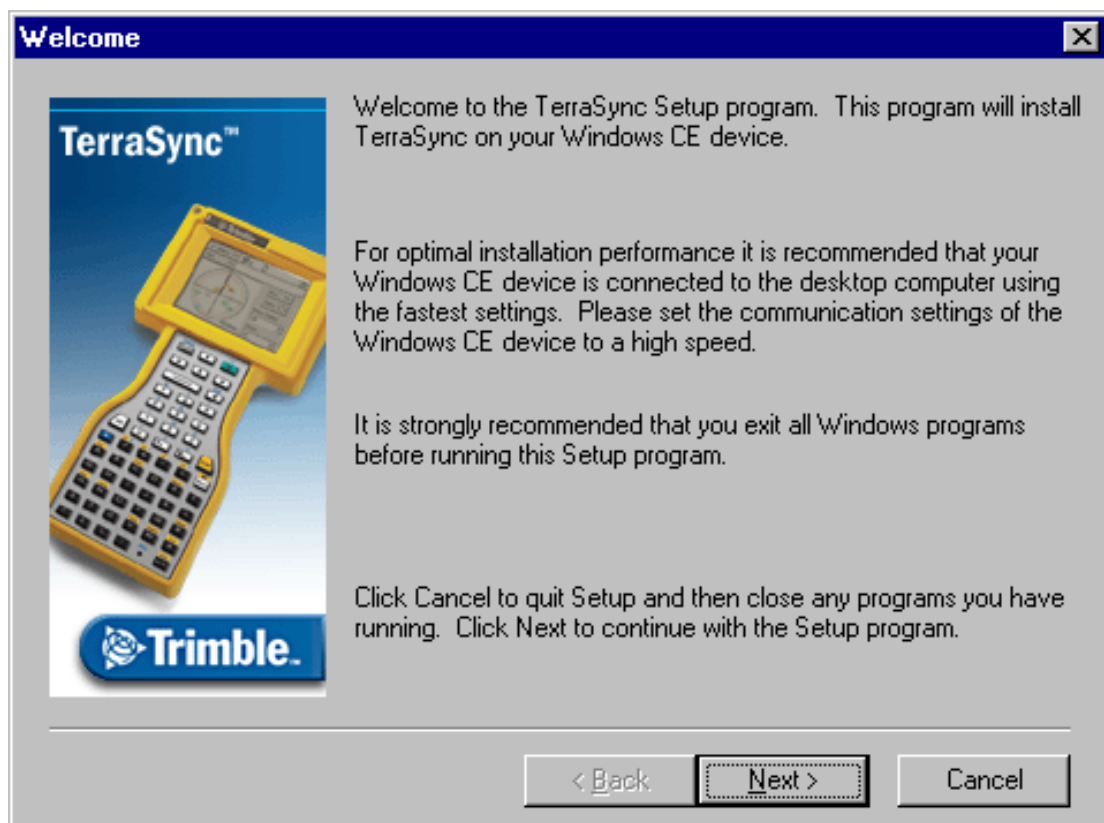 Welcome
TerraSync™
Welcome to the TerraSync Setup program.  This program will install
TerraSync on your Windows CE device.
For optimal installation performance it is recommended that your
Windows CE device is connected to the desktop computer using
the fastest settings.  Please set the communication settings of the
Windows CE device to a high speed.
It is strongly recommended that you exit all Windows programs
before running this Setup program.
Click Cancel to quit Setup and then close any programs you have
running.  Click Next to continue with the Setup program.
Trimble
< Back
Next >
Cancel